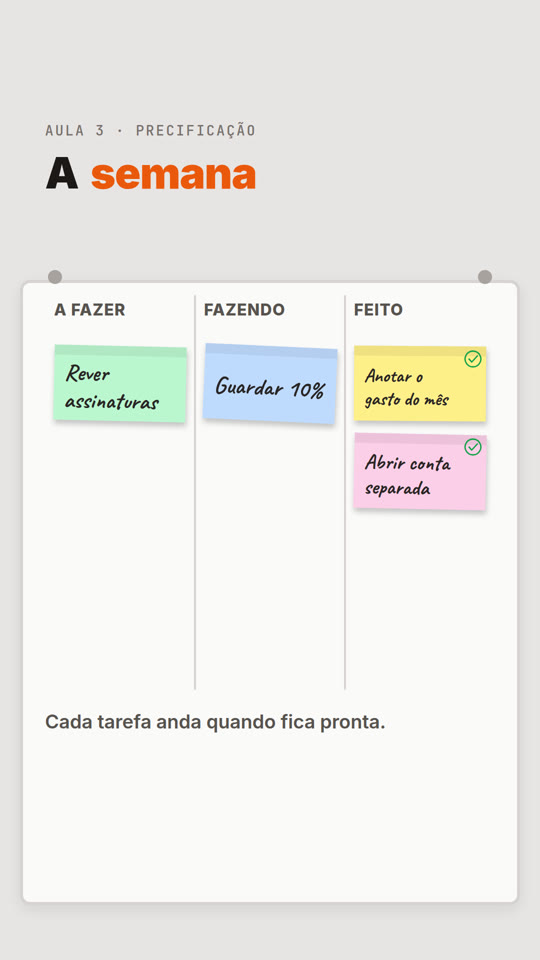 AULA 3 · PRECIFICAÇÃO
A semana
A FAZER
FAZENDO
FEITO
Rever
assinaturas
Guardar 10%
Anotar o
gasto do mês
Abrir conta
separada
Cada tarefa anda quando fica pronta.